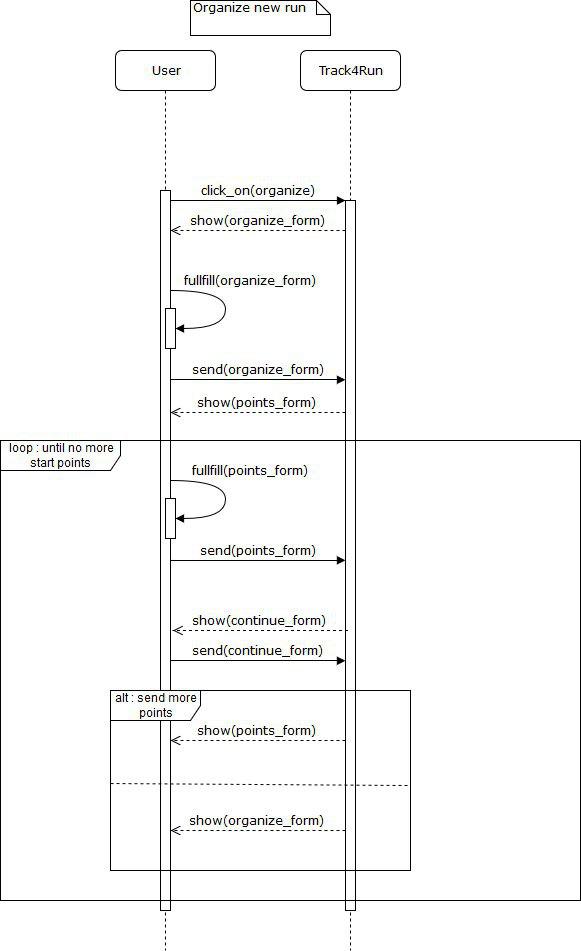 Organize new run
User
Track4Run
click_on(organize)
show(organize_form)
fullfill(organize_form)
send(organize_form)
show(points_form)
loop : until no more
start points
fullfill(points_form)
send(points_form)
show(continue_form)
send(continue_form)
alt : send more
points
show(points_form)
show(organize_form)